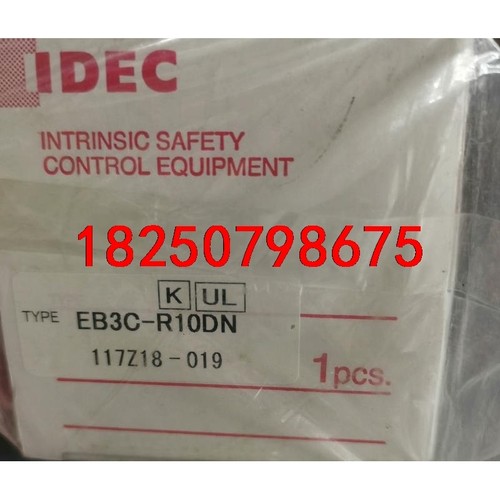 IDEC
INTRINSIC SAFETY
CONTROL EQUIPMENT
18250798675
K UL
TYPE EB3C-R10DN
117Z18-019
1pcs.